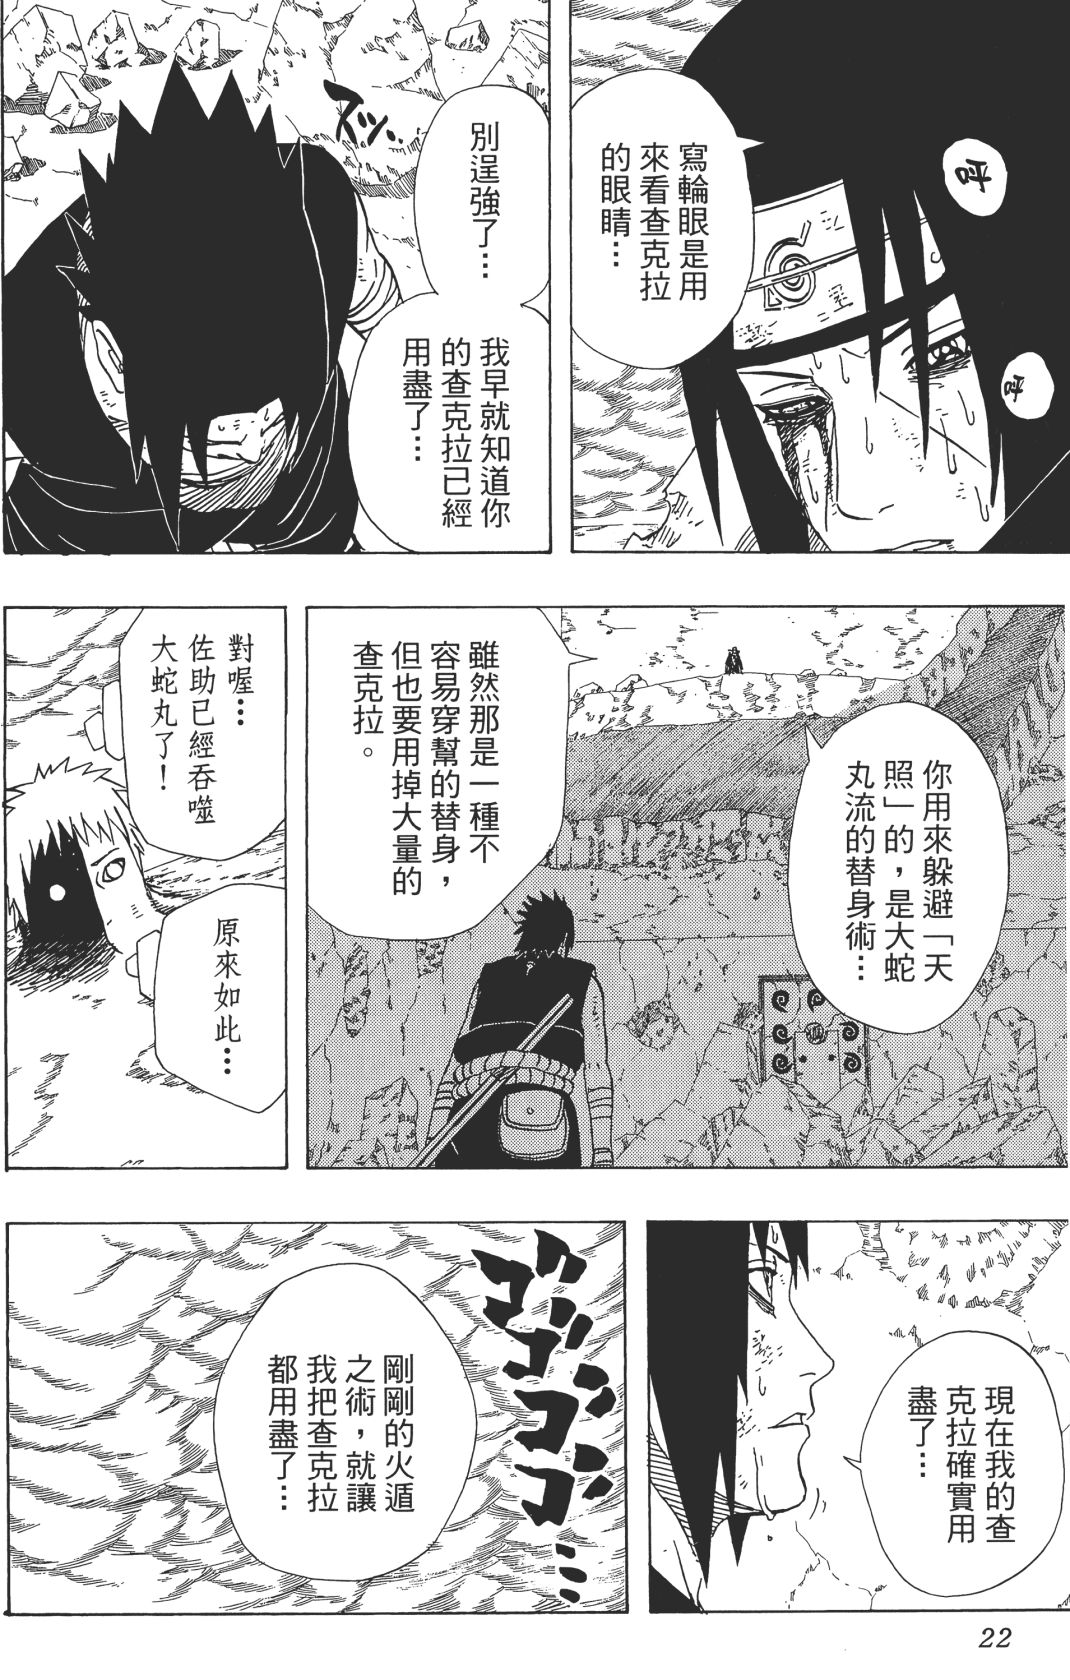 寫輪眼是用
來看查克拉
的眼睛…
呼
呼
別逞強了…
我早就知道你
的查克拉已經
用盡了…
スッ…
你用來躲避「天
照」的，是大蛇
丸流的替身術…
雖然那是一種不
容易穿幫的替身，
但也要用掉大量的
查克拉。
對喔…
佐助已經吞噬
大蛇丸了！
原來如此…
現在我的查
克拉確實用
盡了…
剛剛的火遁
之術，就讓
我把查克拉
都用盡了…
ゴゴゴゴ…
22